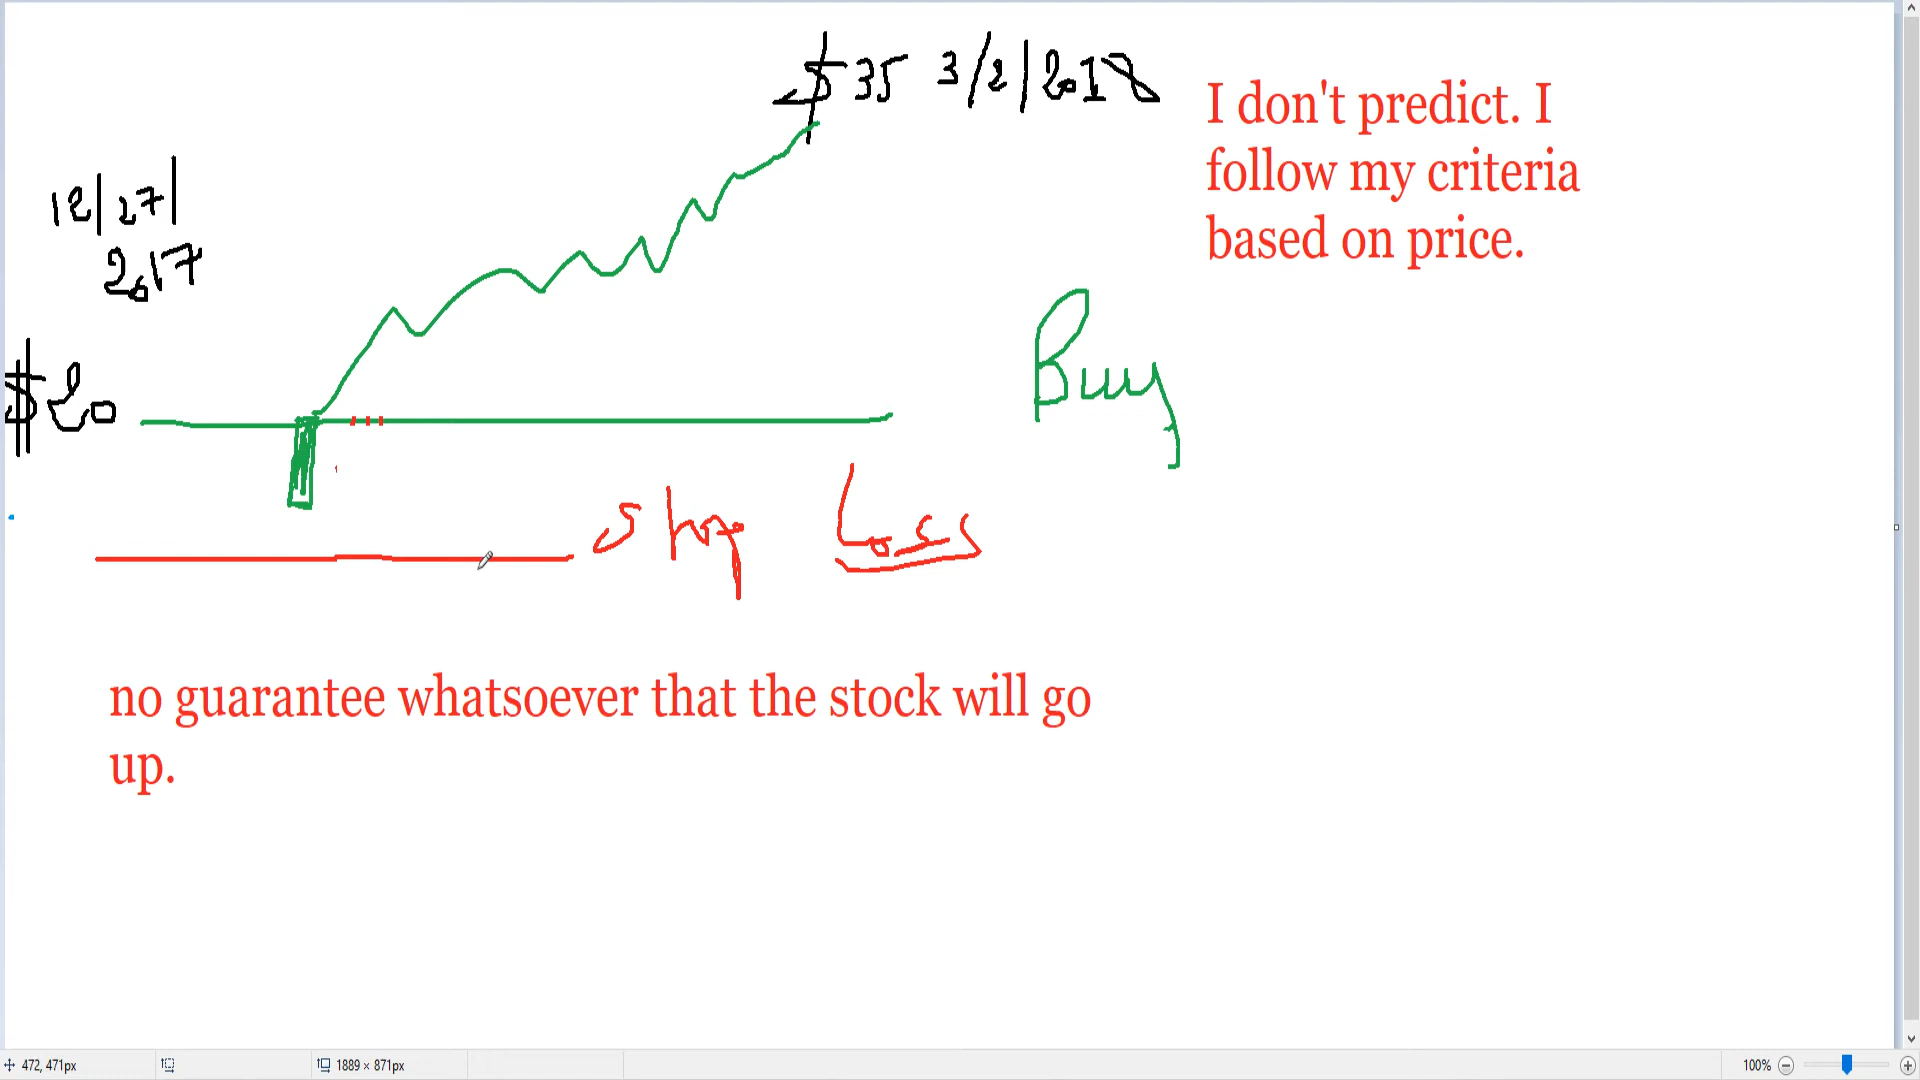 $35 3/2/2018
I don't predict. I
follow my criteria
based on price.
12/27/
2017
$20
Buy
Stop Loss
no guarantee whatsoever that the stock will go
up.
472, 471px
1889 × 871px
100%